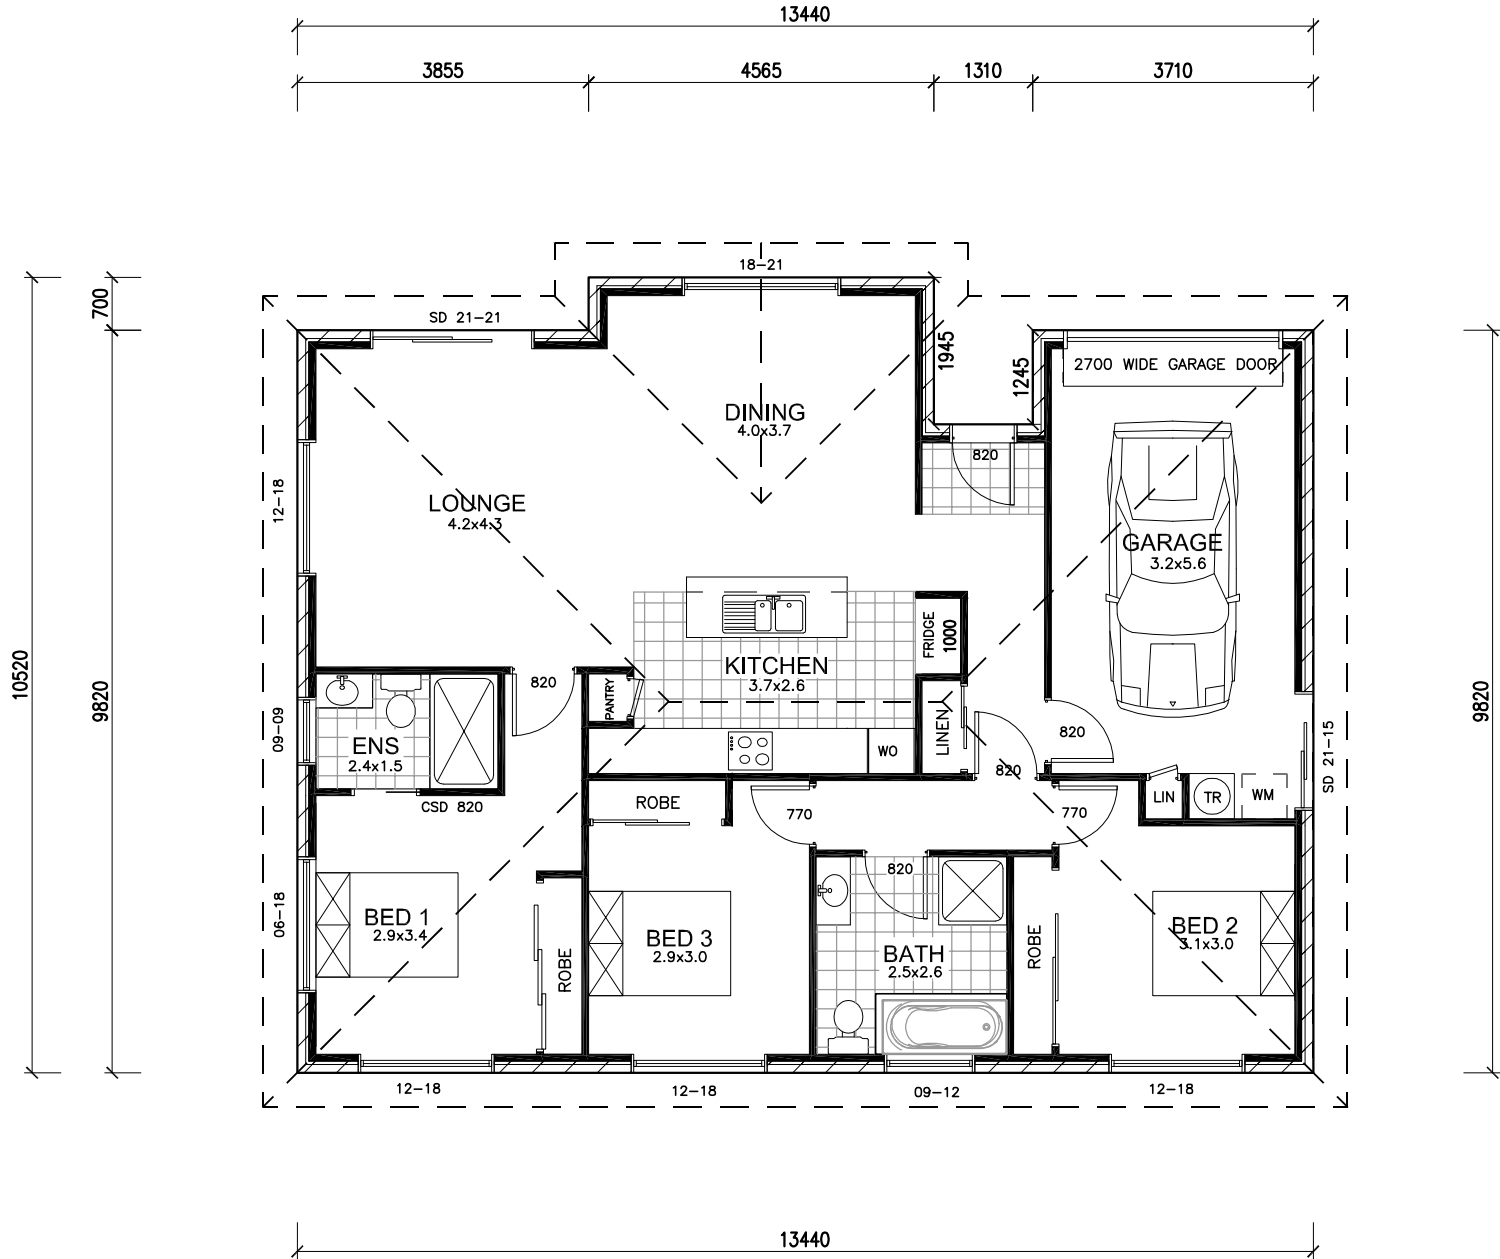 13440
3855
4565
1310
3710
18-21
700
SD 21-21
1945
1245
2700 WIDE GARAGE DOOR
DINING
4.0x3.7
820
12-18
LOUNGE
4.2x4.3
GARAGE
3.2x5.6
FRIDGE
1000
10520
9820
9820
KITCHEN
3.7x2.6
820
PANTRY
LINEN
09-09
ENS
2.4x1.5
WO
820
820
SD 21-15
CSD 820
ROBE
770
770
LIN
TR
WM
820
06-18
BED 1
2.9x3.4
ROBE
BED 3
2.9x3.0
BATH
2.5x2.6
ROBE
BED 2
3.1x3.0
12-18
12-18
09-12
12-18
13440